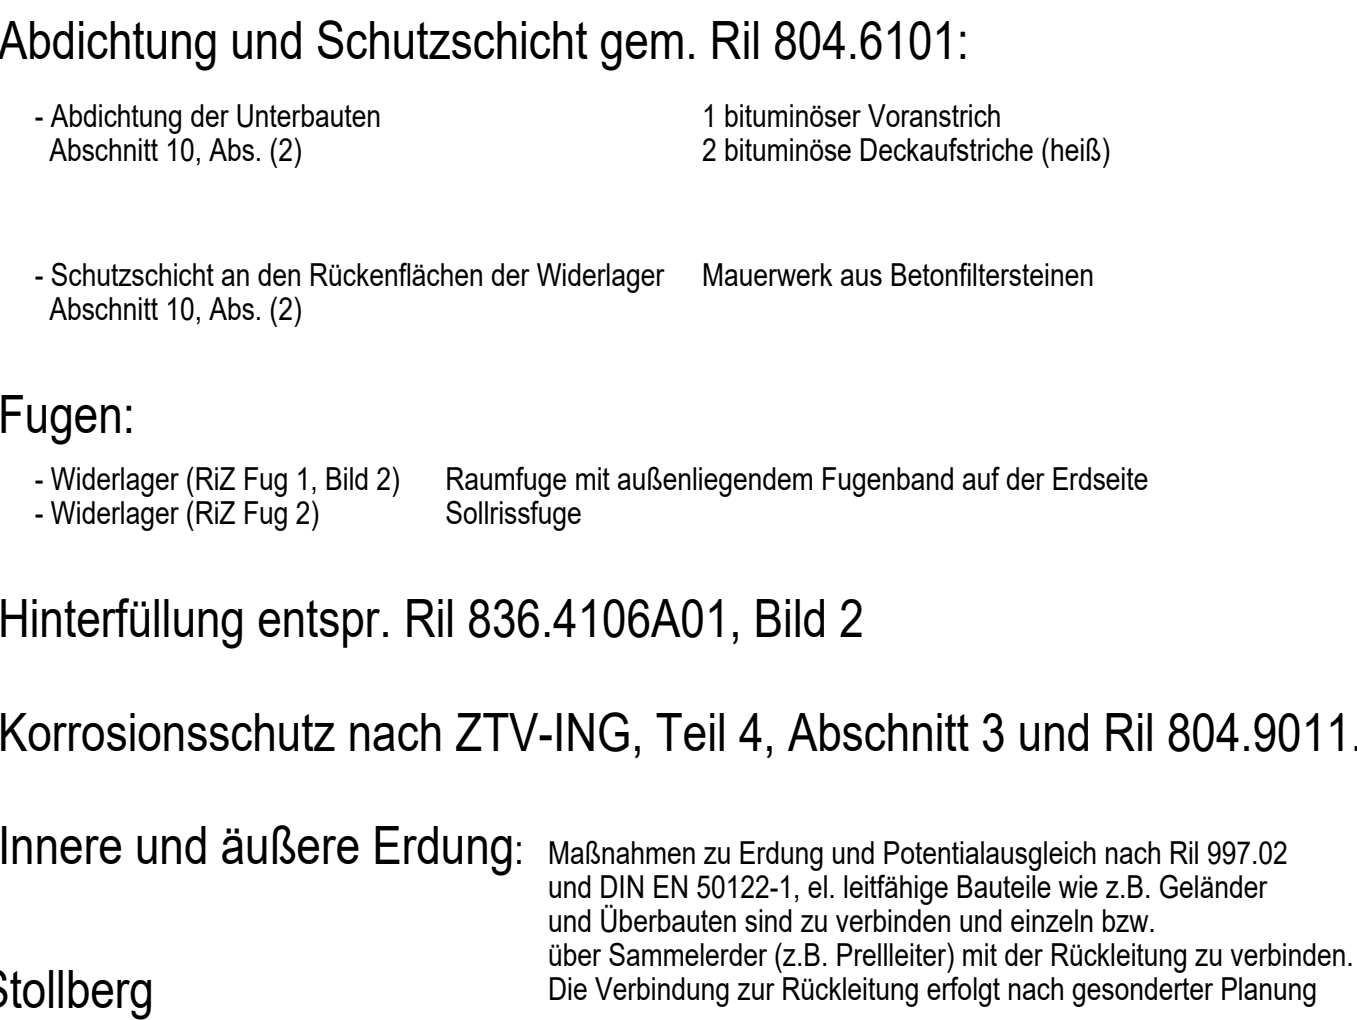 Abdichtung und Schutzschicht gem. Ril 804.6101:
- Abdichtung der Unterbauten 1 bituminöser Voranstrich
Abschnitt 10, Abs. (2) 2 bituminöse Deckaufstriche (heiß)
- Schutzschicht an den Rückenflächen der Widerlager Mauerwerk aus Betonfiltersteinen
Abschnitt 10, Abs. (2)
Fugen:
- Widerlager (RiZ Fug 1, Bild 2) Raumfuge mit außenliegendem Fugenband auf der Erdseite
- Widerlager (RiZ Fug 2) Sollrissfuge
Hinterfüllung entspr. Ril 836.4106A01, Bild 2
Korrosionsschutz nach ZTV-ING, Teil 4, Abschnitt 3 und Ril 804.9011.
Innere und äußere Erdung: Maßnahmen zu Erdung und Potentialausgleich nach Ril 997.02
und DIN EN 50122-1, el. leitfähige Bauteile wie z.B. Geländer
und Überbauten sind zu verbinden und einzeln bzw.
über Sammelerder (z.B. Prellleiter) mit der Rückleitung zu verbinden.
Die Verbindung zur Rückleitung erfolgt nach gesonderter Planung
Stollberg